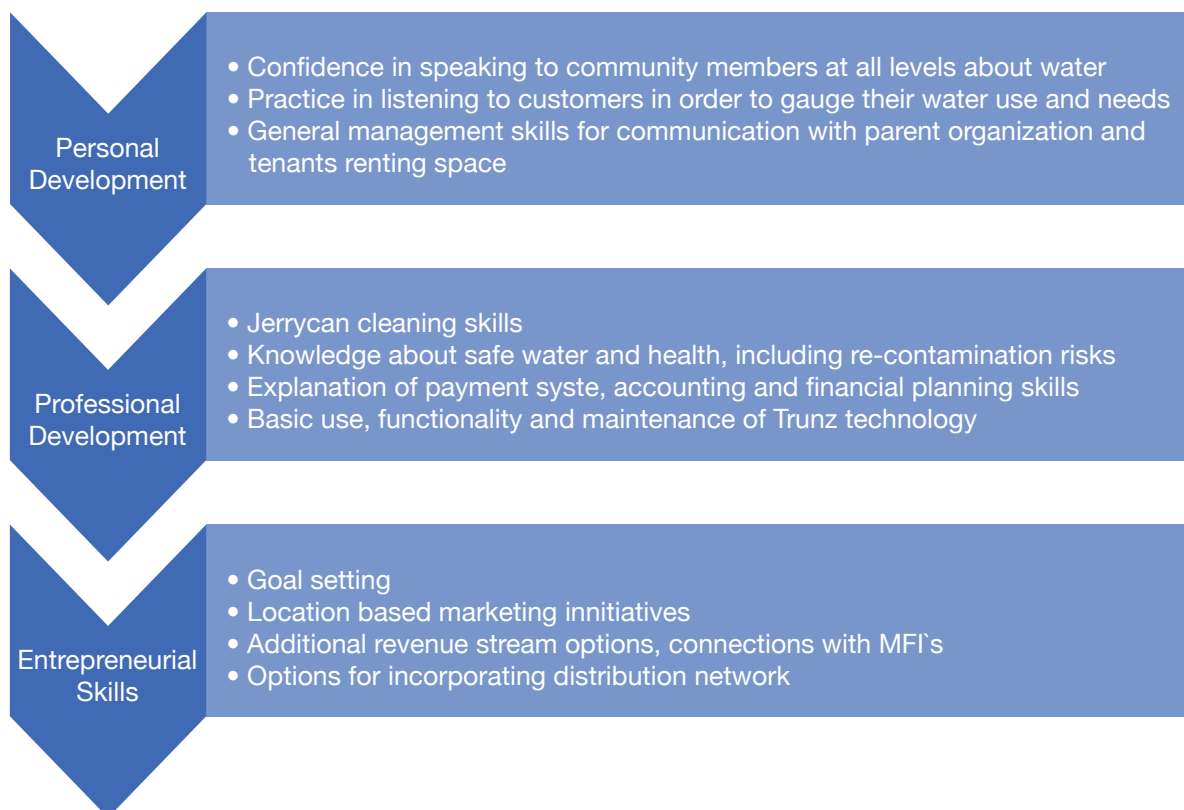 Personal
Development
• Confidence in speaking to community members at all levels about water
• Practice in listening to customers in order to gauge their water use and needs
• General management skills for communication with parent organization and
tenants renting space
Professional
Development
• Jerrycan cleaning skills
• Knowledge about safe water and health, including re-contamination risks
• Explanation of payment syste, accounting and financial planning skills
• Basic use, functionality and maintenance of Trunz technology
Entrepreneurial
Skills
• Goal setting
• Location based marketing innitiatives
• Additional revenue stream options, connections with MFI`s
• Options for incorporating distribution network